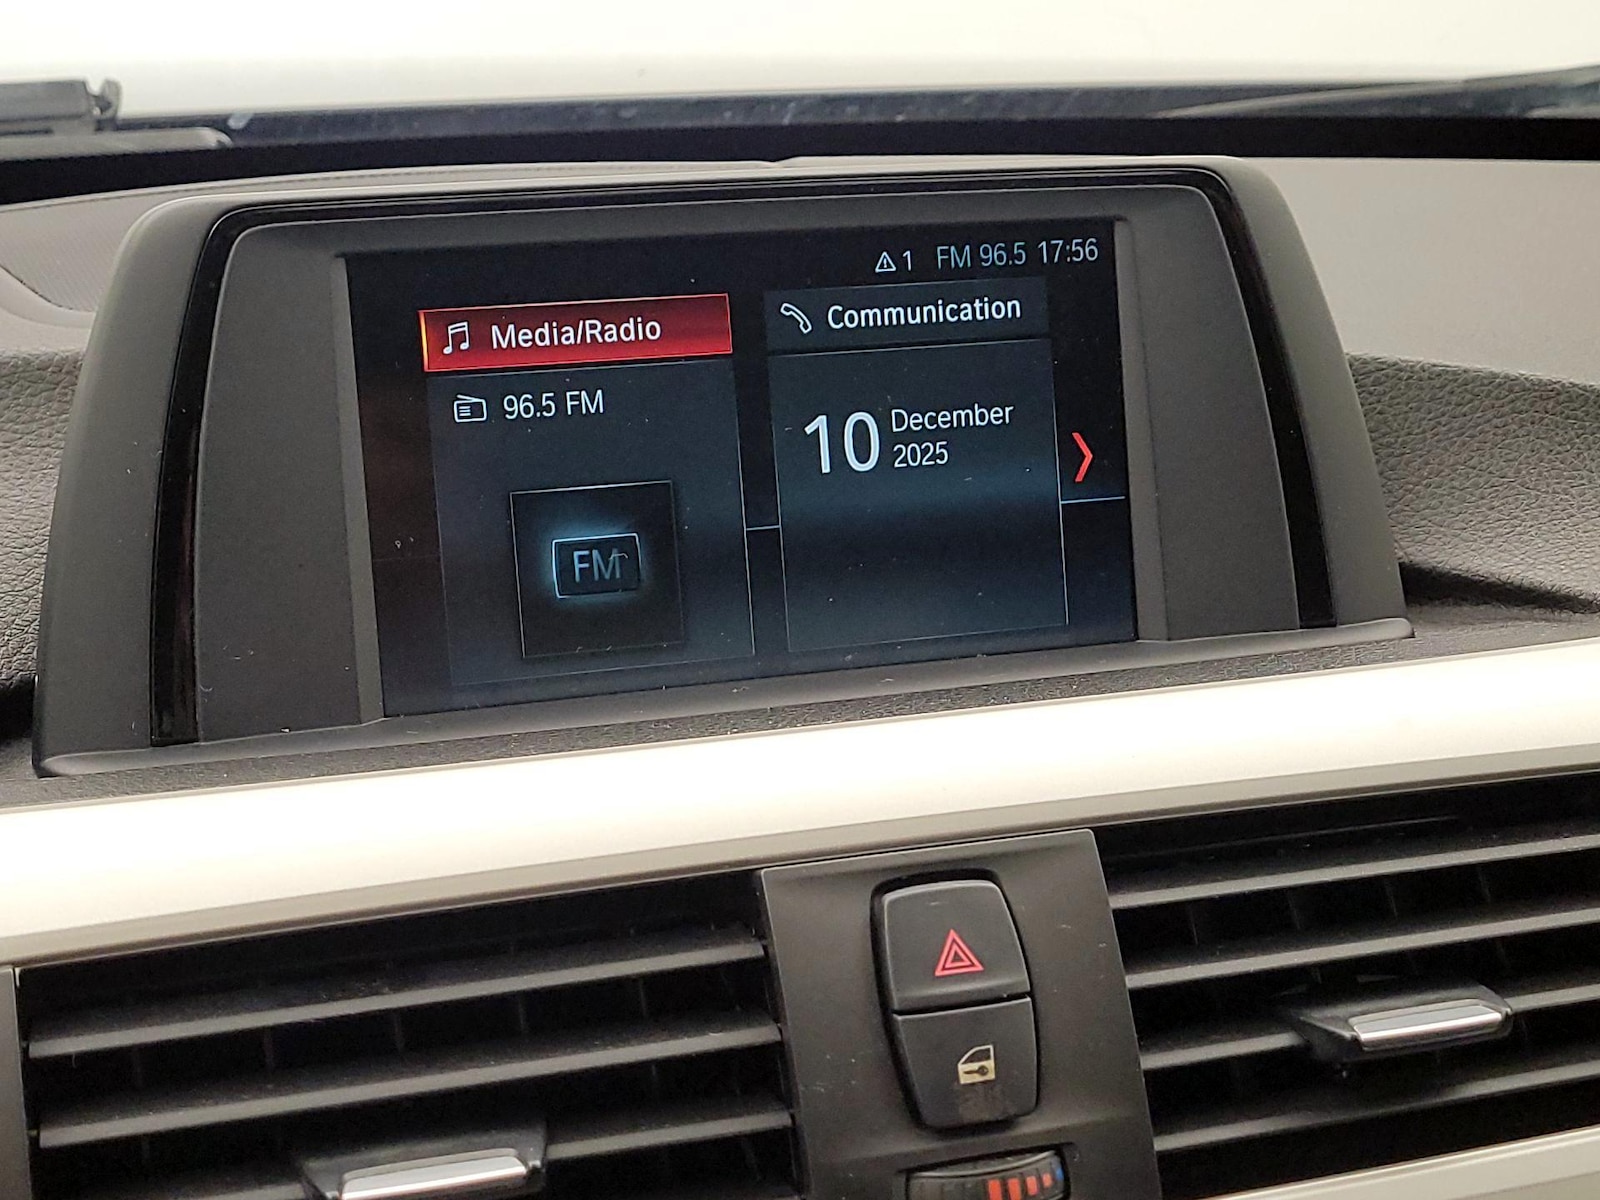 1 FM 96.5 17:56
Media/Radio
96.5 FM
FM
Communication
10 December
2025